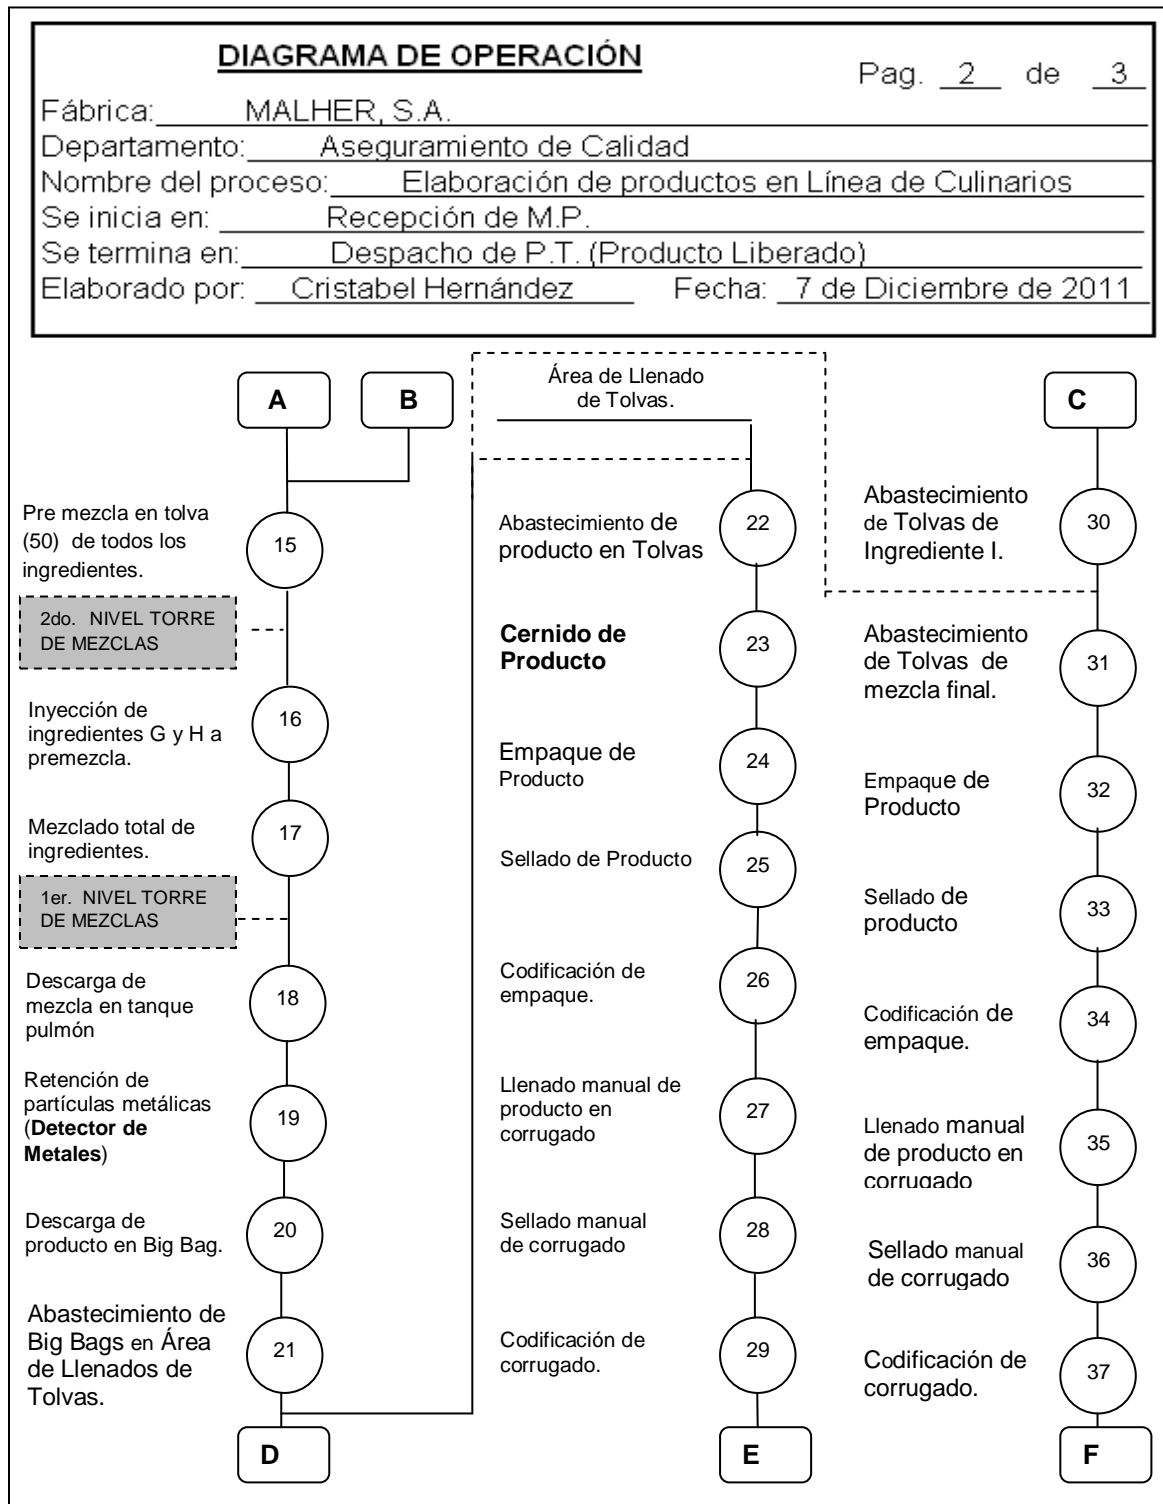 DIAGRAMA DE OPERACIÓN
Pag. 2 de 3
Fábrica: MALHER, S.A.
Departamento: Aseguramiento de Calidad
Nombre del proceso: Elaboración de productos en Línea de Culinarios
Se inicia en: Recepción de M.P.
Se termina en: Despacho de P.T. (Producto Liberado)
Elaborado por: Cristabel Hernández Fecha: 7 de Diciembre de 2011
A
B
Pre mezcla en tolva
(50) de todos los
ingredientes.
15
2do. NIVEL TORRE
DE MEZCLAS
Inyección de
ingredientes G y H a
premezcla.
16
Mezclado total de
ingredientes.
17
1er. NIVEL TORRE
DE MEZCLAS
Descarga de
mezcla en tanque
pulmón
18
Retención de
partículas metálicas
(Detector de
Metales)
19
Descarga de
producto en Big Bag.
20
Abastecimiento de
Big Bags en Área
de Llenados de
Tolvas.
21
D
Área de Llenado
de Tolvas.
Abastecimiento de
producto en Tolvas
22
Cernido de
Producto
23
Empaque de
Producto
24
Sellado de Producto
25
Codificación de
empaque.
26
Llenado manual de
producto en
corrugado
27
Sellado manual
de corrugado
28
Codificación de
corrugado.
29
E
C
Abastecimiento
de Tolvas de
Ingrediente I.
30
Abastecimiento
de Tolvas de
mezcla final.
31
Empaque de
Producto
32
Sellado de
producto
33
Codificación de
empaque.
34
Llenado manual
de producto en
corrugado
35
Sellado manual
de corrugado
36
Codificación de
corrugado.
37
F